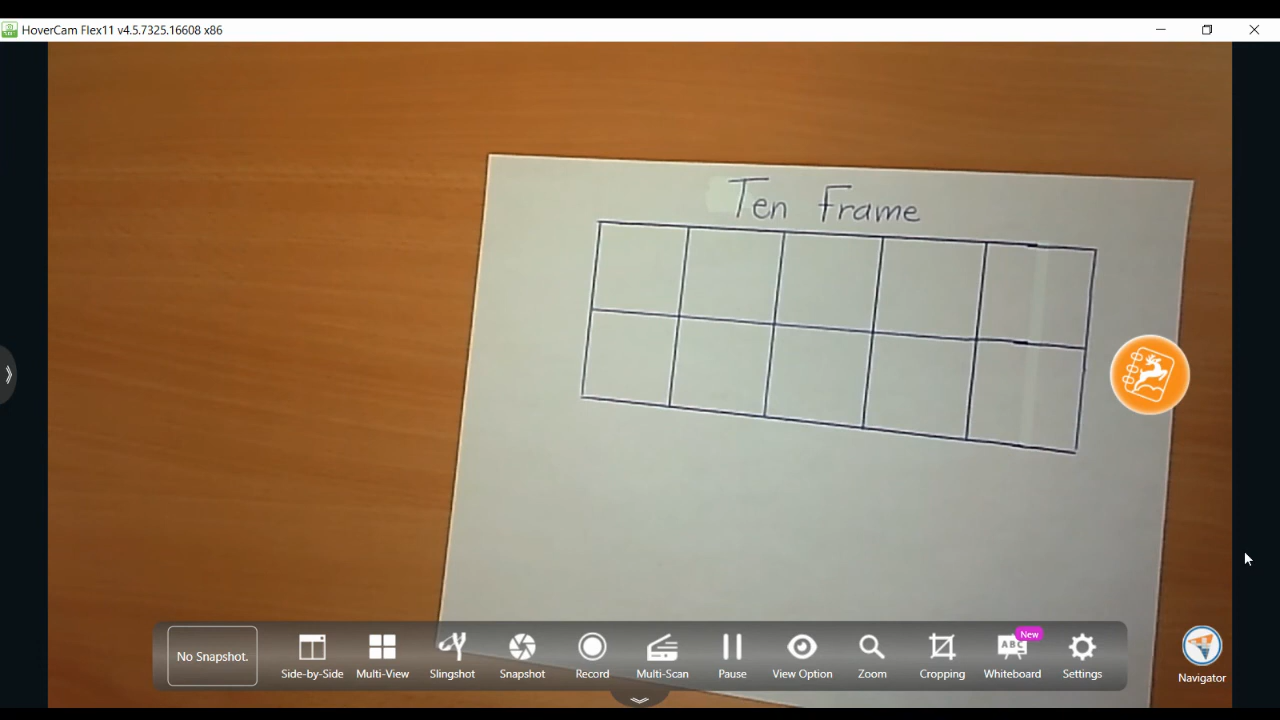 HoverCam Flex11 v4.5.7325.16608 x86
Ten Frame
No Snapshot.
Side-by-Side
Multi-View
Slingshot
Snapshot
Record
Multi-Scan
Pause
View Option
Zoom
Cropping
New
ABC
Whiteboard
Settings
Navigator